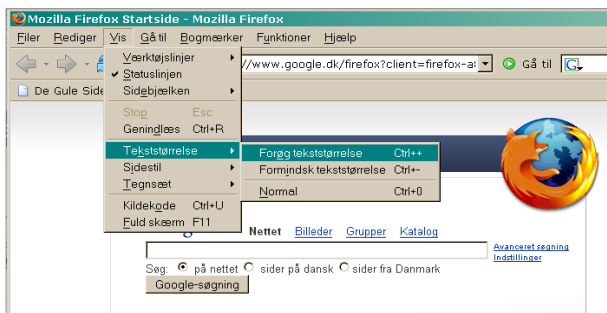 Mozilla Firefox Startside - Mozilla Firefox
Filer Rediger Vis Gå til Bogmærker Funktioner Hjælp
//www.google.dk/firefox?client=firefox-a Gå til G
De Gule Side
Værktøjslinjer
Statuslinjen
Sidebjælken
Stop Esc
Genindlæs Ctrl+R
Tekststørrelse
Sidestil
Tegnsæt
Kildekode Ctrl+U
Fuld skærm F11
Forøg tekststørrelse Ctrl++
Formindsk tekststørrelse Ctrl+-
Normal Ctrl+0
Nettet Billeder Grupper Katalog
Avanceret søgning
Indstillinger
Søg: på nettet sider på dansk sider fra Danmark
Google-søgning